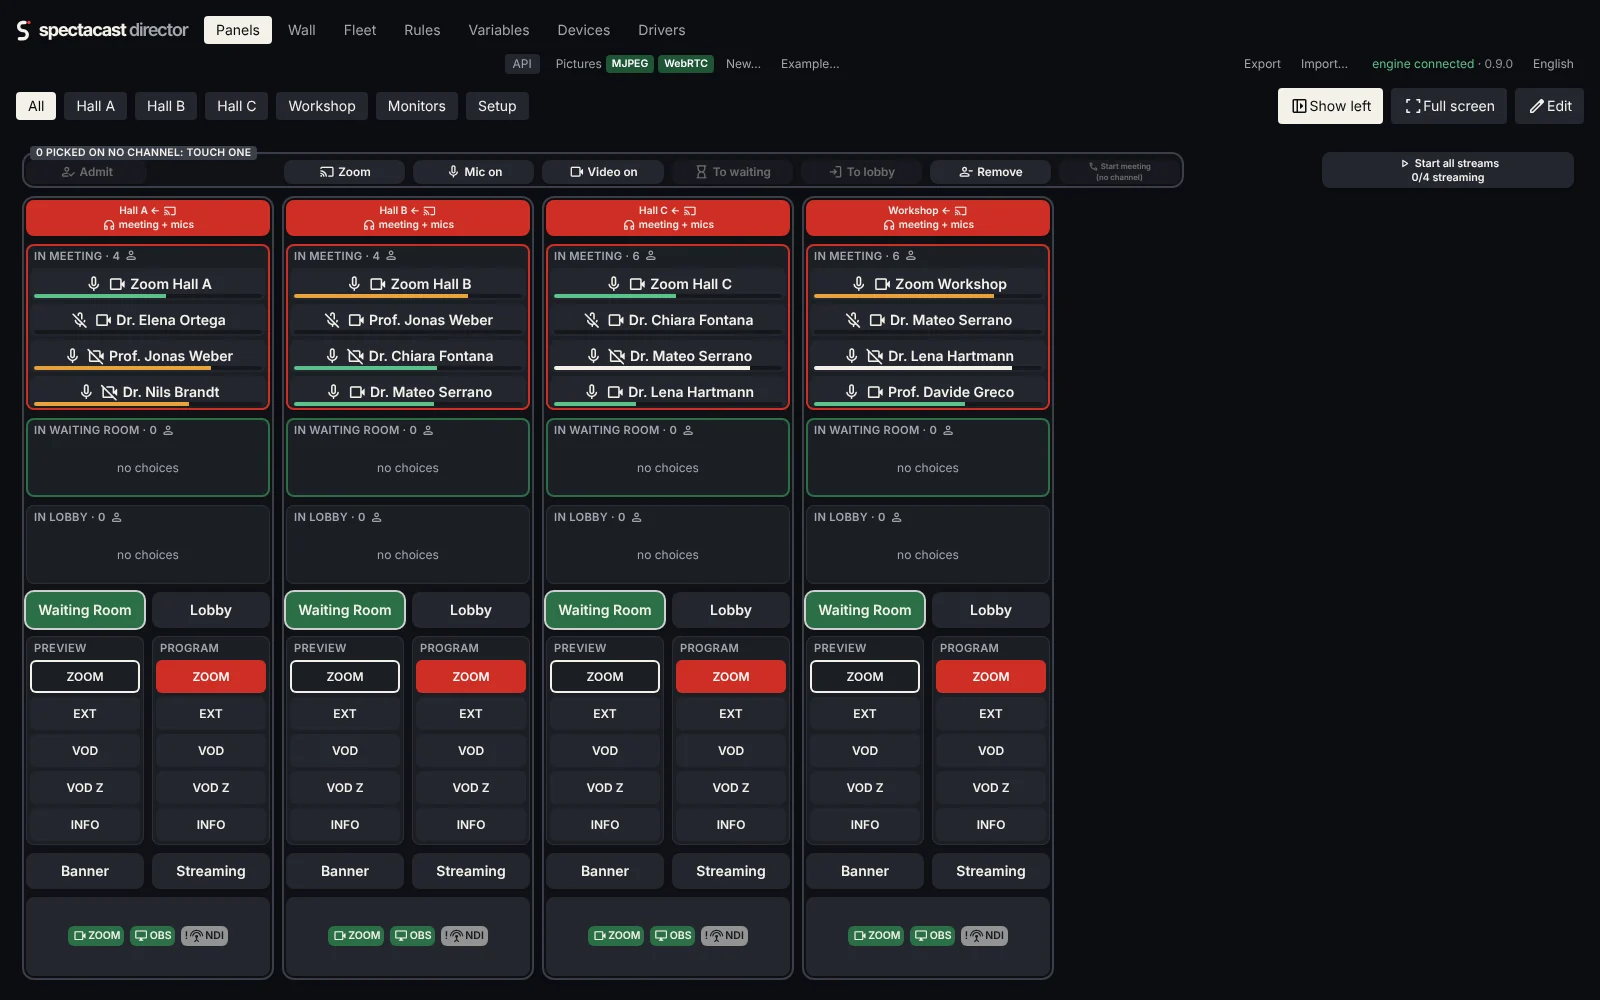 spectacast director
Panels
Wall
Fleet
Rules
Variables
Devices
Drivers
API
Pictures MJPEG WebRTC
New...
Example...
Export
Import...
engine connected · 0.9.0
English
All
Hall A
Hall B
Hall C
Workshop
Monitors
Setup
Show left
Full screen
Edit
0 PICKED ON NO CHANNEL: TOUCH ONE
Admit
Zoom
Mic on
Video on
To waiting
To lobby
Remove
Start meeting
(no channel)
Start all streams
0/4 streaming
Hall A ←
meeting + mics
IN MEETING · 4
Zoom Hall A
Dr. Elena Ortega
Prof. Jonas Weber
Dr. Nils Brandt
IN WAITING ROOM · 0
no choices
IN LOBBY · 0
no choices
Waiting Room
Lobby
PREVIEW
PROGRAM
ZOOM
ZOOM
EXT
EXT
VOD
VOD
VOD Z
VOD Z
INFO
INFO
Banner
Streaming
ZOOM
OBS
! NDI
Hall B ←
meeting + mics
IN MEETING · 4
Zoom Hall B
Prof. Jonas Weber
Dr. Chiara Fontana
Dr. Mateo Serrano
IN WAITING ROOM · 0
no choices
IN LOBBY · 0
no choices
Waiting Room
Lobby
PREVIEW
PROGRAM
ZOOM
ZOOM
EXT
EXT
VOD
VOD
VOD Z
VOD Z
INFO
INFO
Banner
Streaming
ZOOM
OBS
! NDI
Hall C ←
meeting + mics
IN MEETING · 6
Zoom Hall C
Dr. Chiara Fontana
Dr. Mateo Serrano
Dr. Lena Hartmann
IN WAITING ROOM · 0
no choices
IN LOBBY · 0
no choices
Waiting Room
Lobby
PREVIEW
PROGRAM
ZOOM
ZOOM
EXT
EXT
VOD
VOD
VOD Z
VOD Z
INFO
INFO
Banner
Streaming
ZOOM
OBS
! NDI
Workshop ←
meeting + mics
IN MEETING · 6
Zoom Workshop
Dr. Mateo Serrano
Dr. Lena Hartmann
Prof. Davide Greco
IN WAITING ROOM · 0
no choices
IN LOBBY · 0
no choices
Waiting Room
Lobby
PREVIEW
PROGRAM
ZOOM
ZOOM
EXT
EXT
VOD
VOD
VOD Z
VOD Z
INFO
INFO
Banner
Streaming
ZOOM
OBS
! NDI